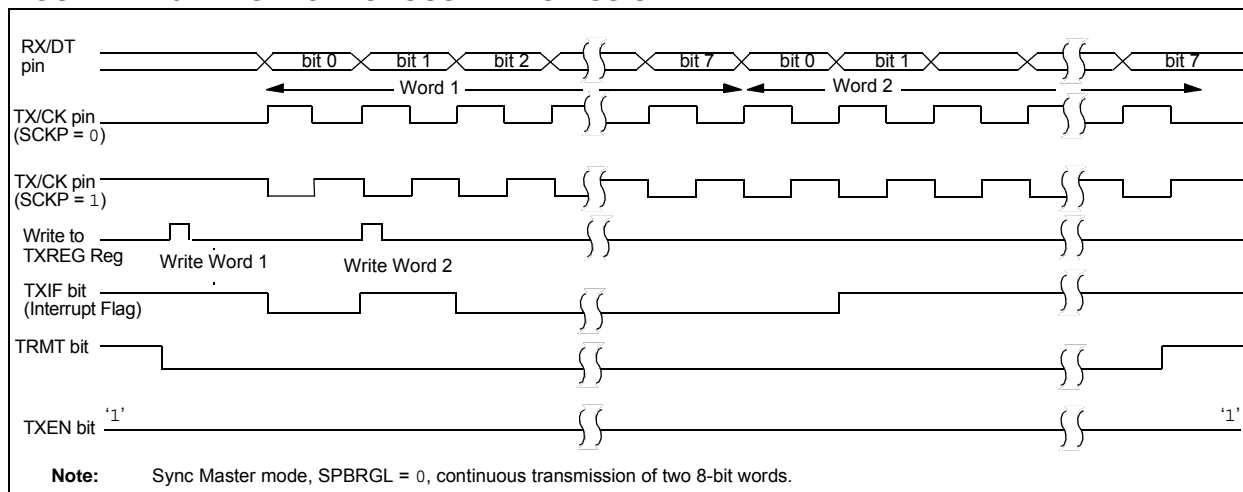 RX/DT
pin
bit 0 bit 1 bit 2 bit 7 bit 0 bit 1 bit 7
Word 1 Word 2
TX/CK pin
(SCKP = 0)
TX/CK pin
(SCKP = 1)
Write to
TXREG Reg
Write Word 1 Write Word 2
TXIF bit
(Interrupt Flag)
TRMT bit
TXEN bit ‘1’ ‘1’
Note: Sync Master mode, SPBRGL = 0, continuous transmission of two 8-bit words.